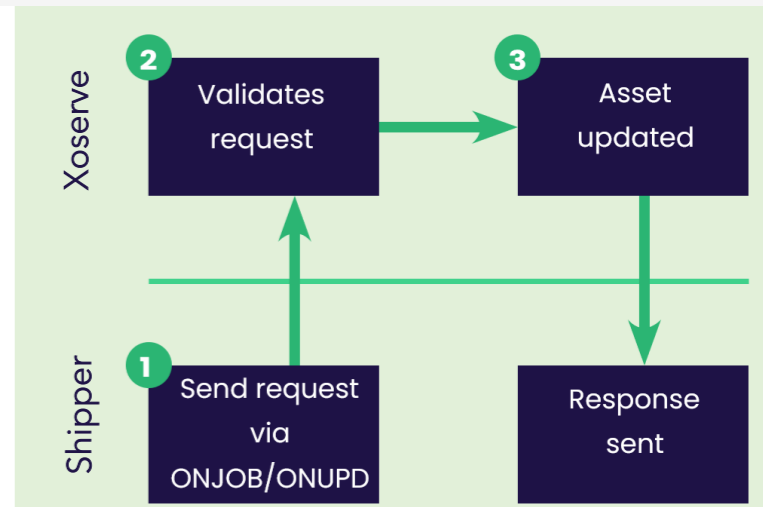 Xoserve
2
Validates
request
3
Asset
updated
Shipper
1
Send request
via
ONJOB/ONUPD
Response
sent